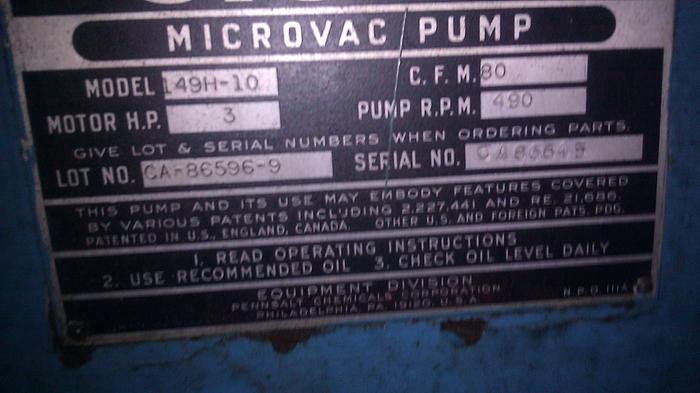 MICROVAC PUMP
MODEL 149H-10 C. F. M. 80
MOTOR H.P. 3 PUMP R.P.M. 490
GIVE LOT & SERIAL NUMBERS WHEN ORDERING PARTS.
LOT NO. CA-86596-9 SERIAL NO.
THIS PUMP AND ITS USE MAY EMBODY FEATURES COVERED
BY VARIOUS PATENTS INCLUDING 2,227,441 AND RE. 21,686.
PATENTED IN U.S., ENGLAND, CANADA. OTHER U.S. AND FOREIGN PATS. PDG.
1. READ OPERATING INSTRUCTIONS
2. USE RECOMMENDED OIL 3. CHECK OIL LEVEL DAILY
EQUIPMENT DIVISION
PENNSALT CHEMICALS CORPORATION N.P.O. 111A
PHILADELPHIA, PA. 19120, U.S.A.